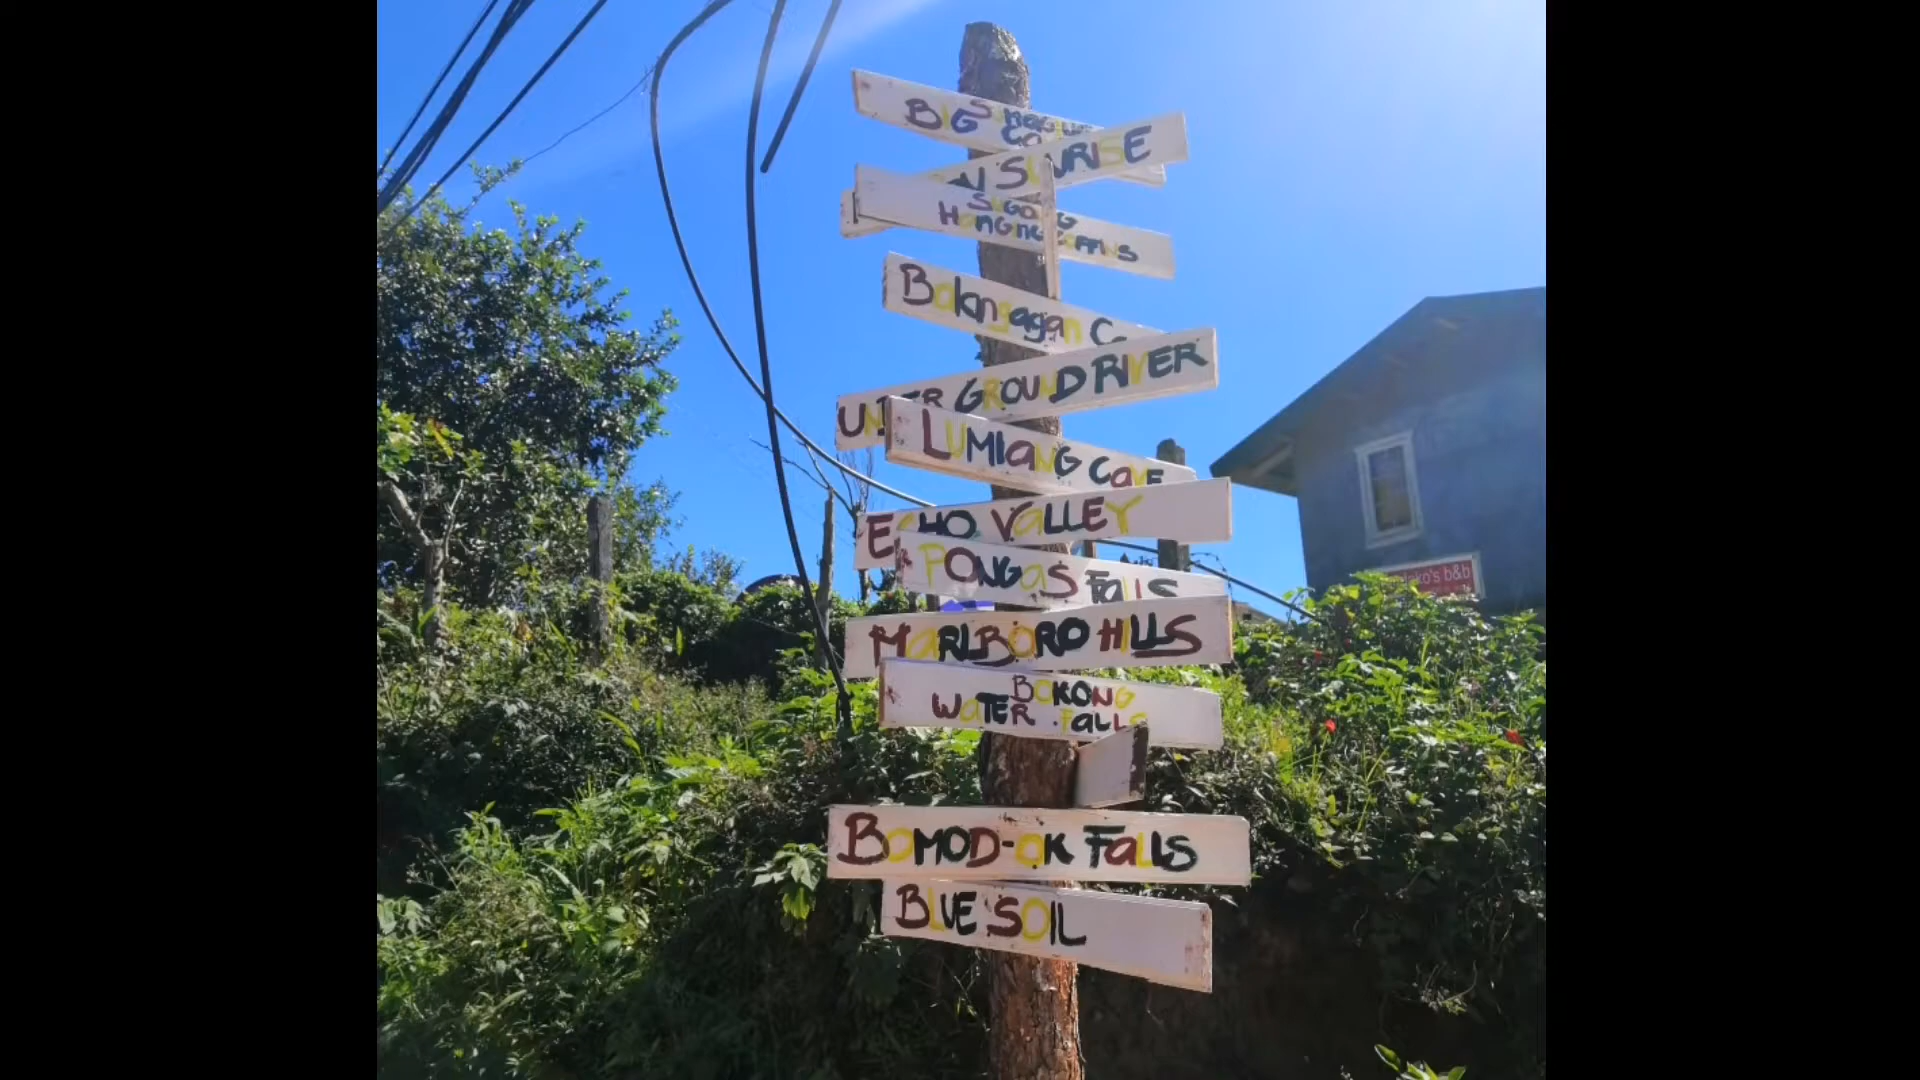 BIG
SUNRISE
SUGONG
HANGING COFFINS
Balangagan
UNDER GROUND RIVER
LUMIANG CAVE
ECHO VALLEY
PONGAS FALLS
MARLBORO HILLS
BOKONG
WATER FALLS
BOMOD-OK FALLS
BLUE SOIL
b&b